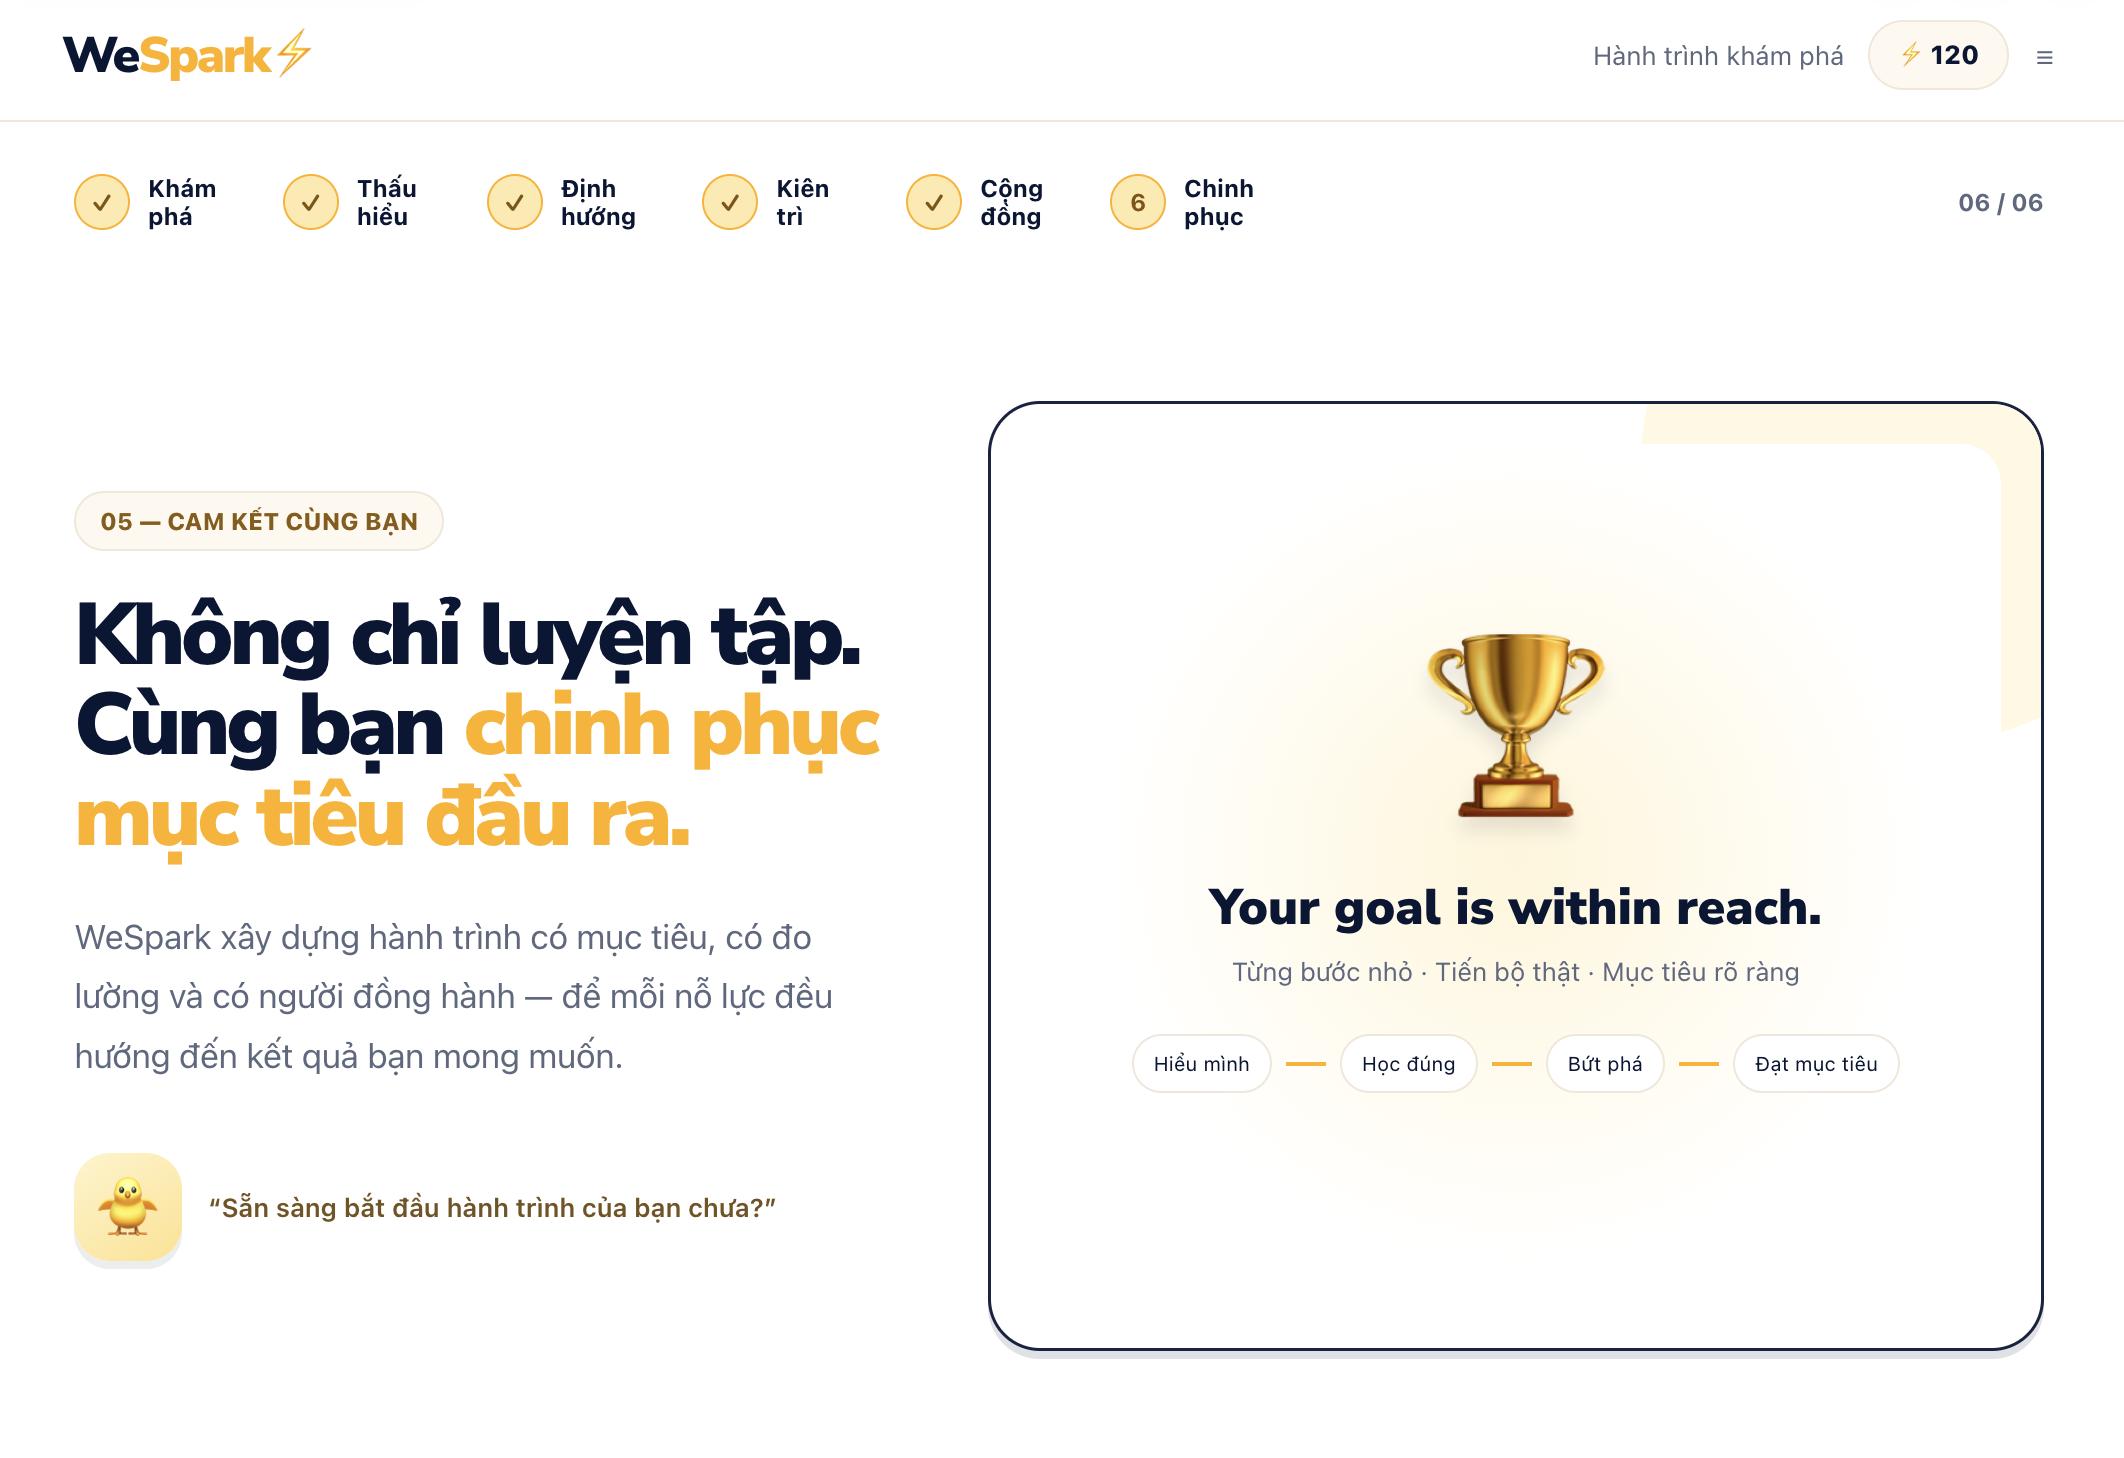 WeSpark
Hành trình khám phá
120
Khám
phá
Thấu
hiểu
Định
hướng
Kiên
trì
Cộng
đồng
6
Chinh
phục
06 / 06
05 — CAM KẾT CÙNG BẠN
Không chỉ luyện tập.
Cùng bạn chinh phục
mục tiêu đầu ra.
WeSpark xây dựng hành trình có mục tiêu, có đo
lường và có người đồng hành — để mỗi nỗ lực đều
hướng đến kết quả bạn mong muốn.
“Sẵn sàng bắt đầu hành trình của bạn chưa?”
Your goal is within reach.
Từng bước nhỏ · Tiến bộ thật · Mục tiêu rõ ràng
Hiểu mình
Học đúng
Bứt phá
Đạt mục tiêu